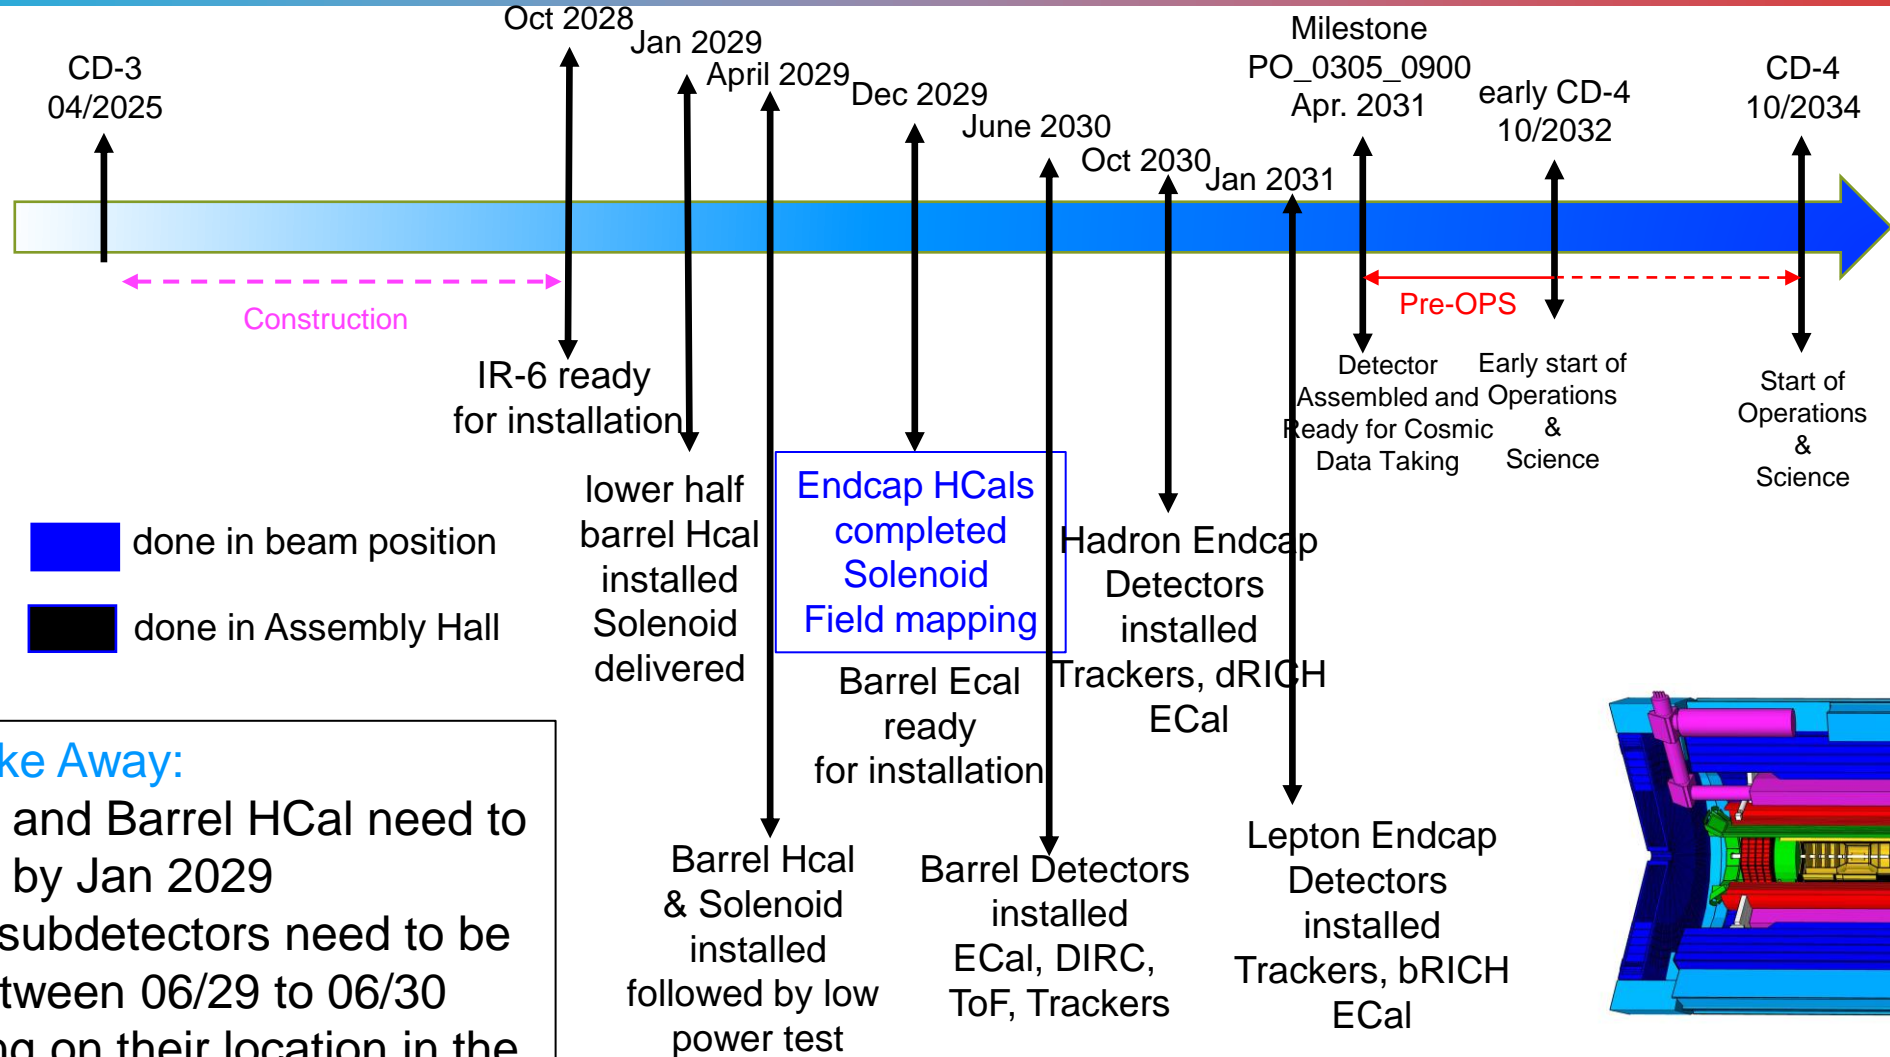 Oct 2028
Jan 2029
April 2029
Dec 2029
June 2030
Oct 2030
Jan 2031
CD-3
04/2025
Milestone
PO_0305_0900
Apr. 2031
early CD-4
10/2032
CD-4
10/2034
Construction
Pre-OPS
IR-6 ready
for installation
lower half
barrel Hcal
installed
Solenoid
delivered
Endcap HCals
completed
Solenoid
Field mapping
Barrel Ecal
ready
for installation
Hadron Endcap
Detectors
installed
Trackers, dRICH
ECal
Detector
Assembled and
Ready for Cosmic
Data Taking
Early start of
Operations
&
Science
Start of
Operations
&
Science
done in beam position
done in Assembly Hall
Barrel Hcal
& Solenoid
installed
followed by low
power test
Barrel Detectors
installed
ECal, DIRC,
ToF, Trackers
Lepton Endcap
Detectors
installed
Trackers, bRICH
ECal
ke Away:
and Barrel HCal need to
by Jan 2029
subdetectors need to be
tween 06/29 to 06/30
ng on their location in the